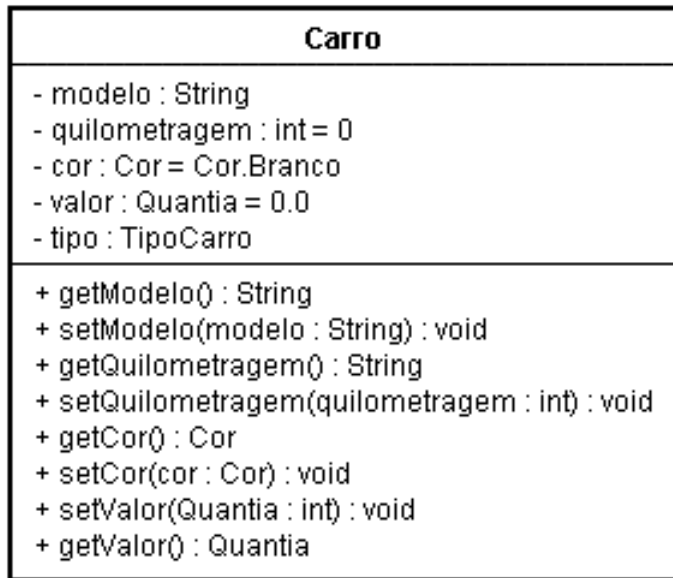 Carro
- modelo : String
- quilometragem : int = 0
- cor : Cor = Cor.Branco
- valor : Quantia = 0.0
- tipo : TipoCarro
+ getModelo() : String
+ setModelo(modelo : String) : void
+ getQuilometragem() : String
+ setQuilometragem(quilometragem : int) : void
+ getCor() : Cor
+ setCor(cor : Cor) : void
+ setValor(Quantia : int) : void
+ getValor() : Quantia